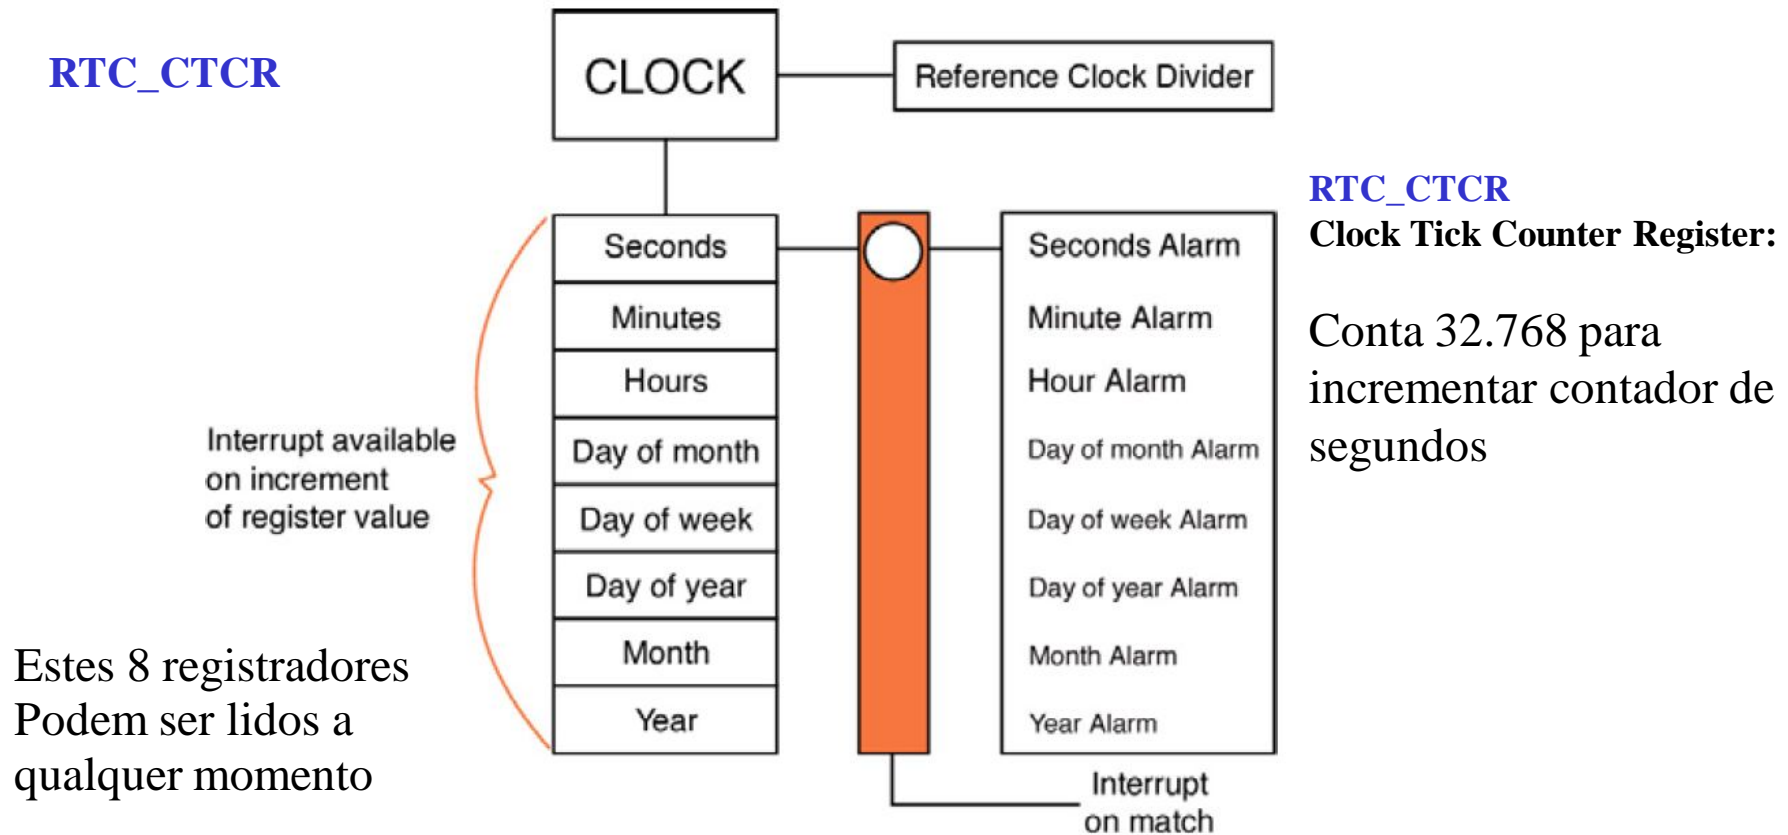 RTC_CTCR
CLOCK
Reference Clock Divider
Seconds
Minutes
Hours
Day of month
Day of week
Day of year
Month
Year
Interrupt available
on increment
of register value
Estes 8 registradores
Podem ser lidos a
qualquer momento
Seconds Alarm
Minute Alarm
Hour Alarm
Day of month Alarm
Day of week Alarm
Day of year Alarm
Month Alarm
Year Alarm
Interrupt
on match
RTC_CTCR
Clock Tick Counter Register:
Conta 32.768 para
incrementar contador de
segundos